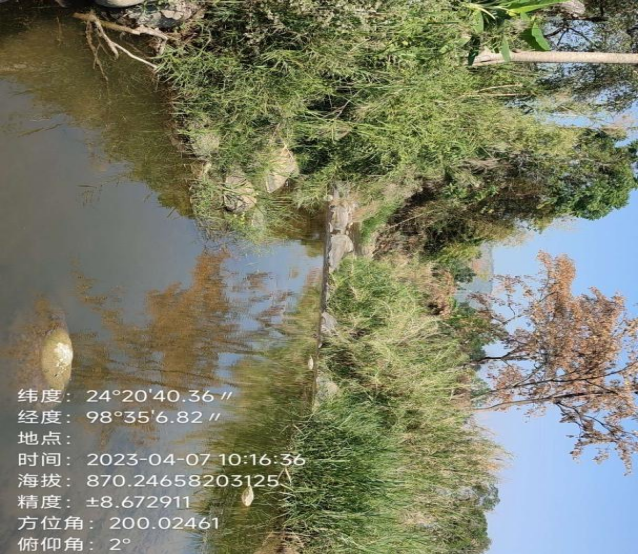 纬度：24°20'40.36〃
经度：98°35'6.82〃
地点：
时间：2023-04-07 10:16:36
海拔：870.24658203125
精度：±8.672911
方位角：200.02461
俯仰角：2°